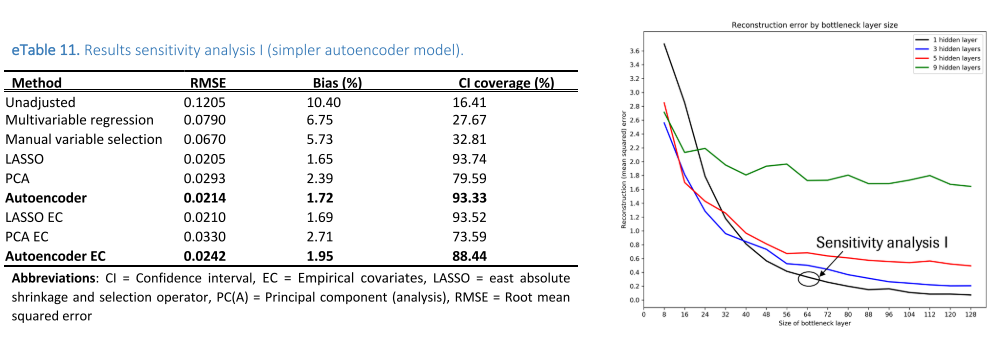 eTable 11. Results sensitivity analysis I (simpler autoencoder model).
Method RMSE Bias (%) CI coverage (%)
Unadjusted 0.1205 10.40 16.41
Multivariable regression 0.0790 6.75 27.67
Manual variable selection 0.0670 5.73 32.81
LASSO 0.0205 1.65 93.74
PCA 0.0293 2.39 79.59
Autoencoder 0.0214 1.72 93.33
LASSO EC 0.0210 1.69 93.52
PCA EC 0.0330 2.71 73.59
Autoencoder EC 0.0242 1.95 88.44
Abbreviations: CI = Confidence interval, EC = Empirical covariates, LASSO = east absolute
shrinkage and selection operator, PC(A) = Principal component (analysis), RMSE = Root mean
squared error
Reconstruction error by bottleneck layer size
1 hidden layer
3 hidden layers
5 hidden layers
9 hidden layers
Reconstruction (mean squared) error
3.6
3.4
3.2
3.0
2.8
2.6
2.4
2.2
2.0
1.8
1.6
1.4
1.2
1.0
0.8
0.6
0.4
0.2
0.0
Sensitivity analysis I
0 8 16 24 32 40 48 56 64 72 80 88 96 104 112 120 128
Size of bottleneck layer